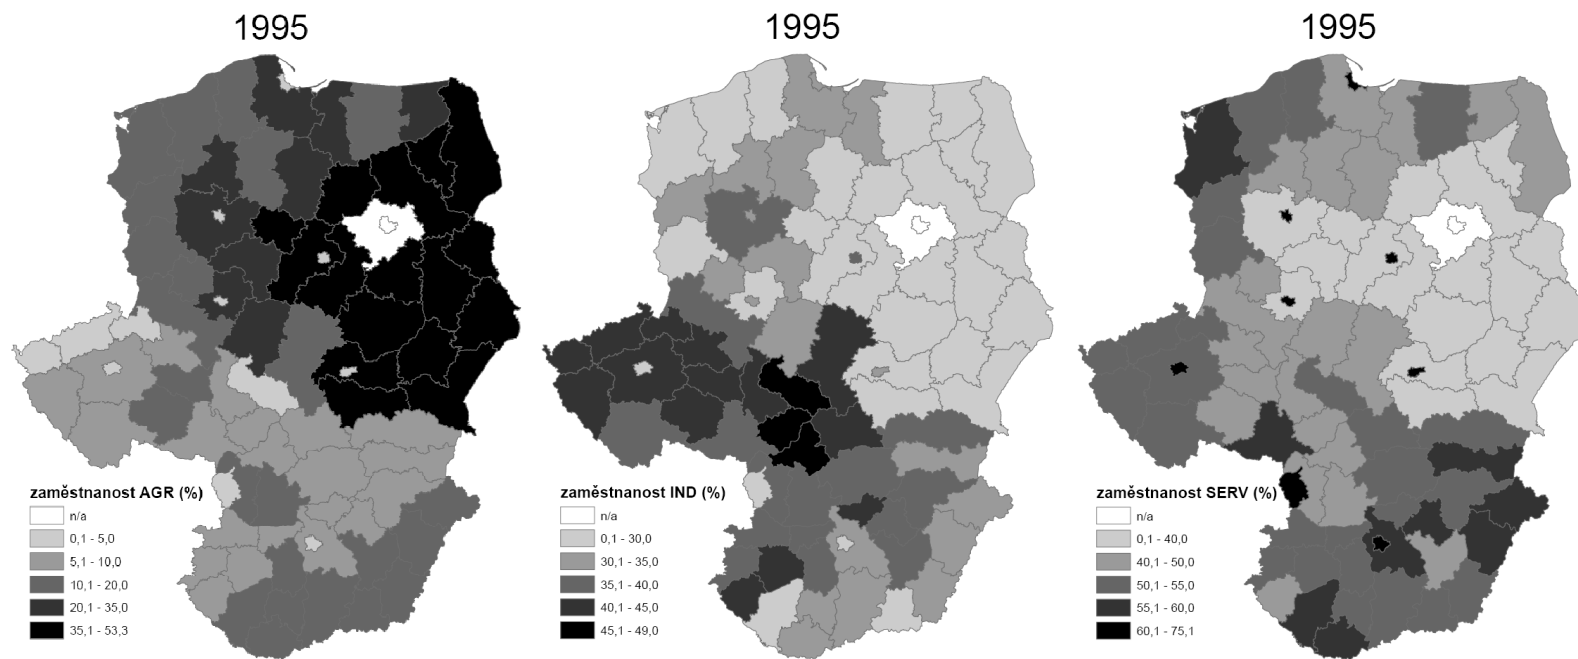 1995
zaměstnanost AGR (%)
n/a
0,1 - 5,0
5,1 - 10,0
10,1 - 20,0
20,1 - 35,0
35,1 - 53,3
1995
zaměstnanost IND (%)
n/a
0,1 - 30,0
30,1 - 35,0
35,1 - 40,0
40,1 - 45,0
45,1 - 49,0
1995
zaměstnanost SERV (%)
n/a
0,1 - 40,0
40,1 - 50,0
50,1 - 55,0
55,1 - 60,0
60,1 - 75,1